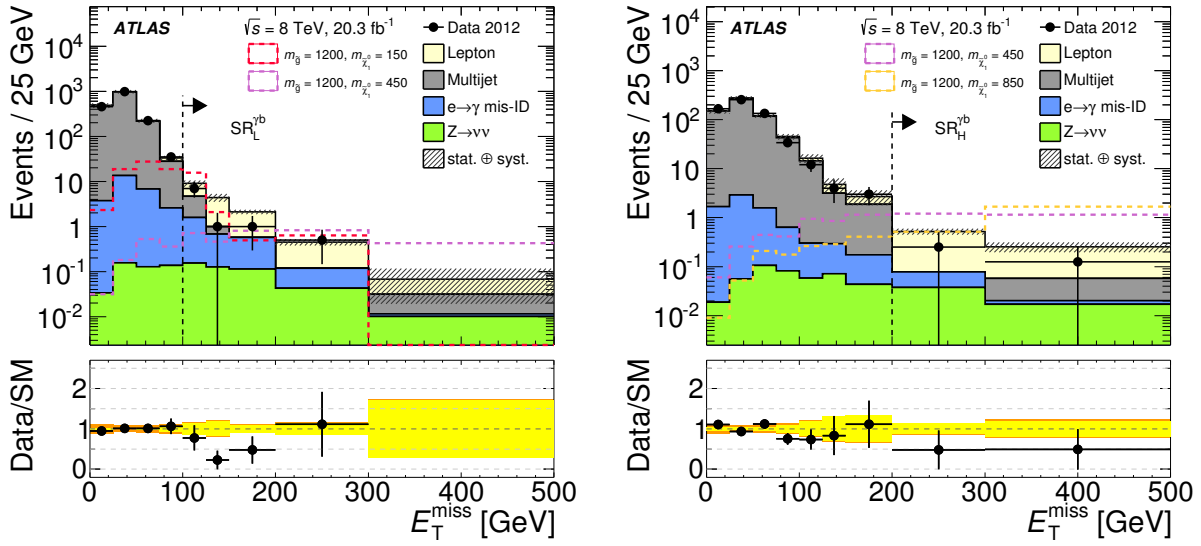 ATLAS
√s = 8 TeV, 20.3 fb⁻¹
m_g̃ = 1200, m_χ̃₁⁰ = 150
m_g̃ = 1200, m_χ̃₁⁰ = 450
Data 2012
Lepton
Multijet
e→γ mis-ID
Z→νν
stat. ⊕ syst.
SR_L^γb
Events / 25 GeV
10⁴
10³
10²
10
1
10⁻¹
10⁻²
Data/SM
2
1
0
0 100 200 300 400 500
E_T^miss [GeV]
ATLAS
√s = 8 TeV, 20.3 fb⁻¹
m_g̃ = 1200, m_χ̃₁⁰ = 450
m_g̃ = 1200, m_χ̃₁⁰ = 850
Data 2012
Lepton
Multijet
e→γ mis-ID
Z→νν
stat. ⊕ syst.
SR_H^γb
Events / 25 GeV
10⁴
10³
10²
10
1
10⁻¹
10⁻²
Data/SM
2
1
0
0 100 200 300 400 500
E_T^miss [GeV]